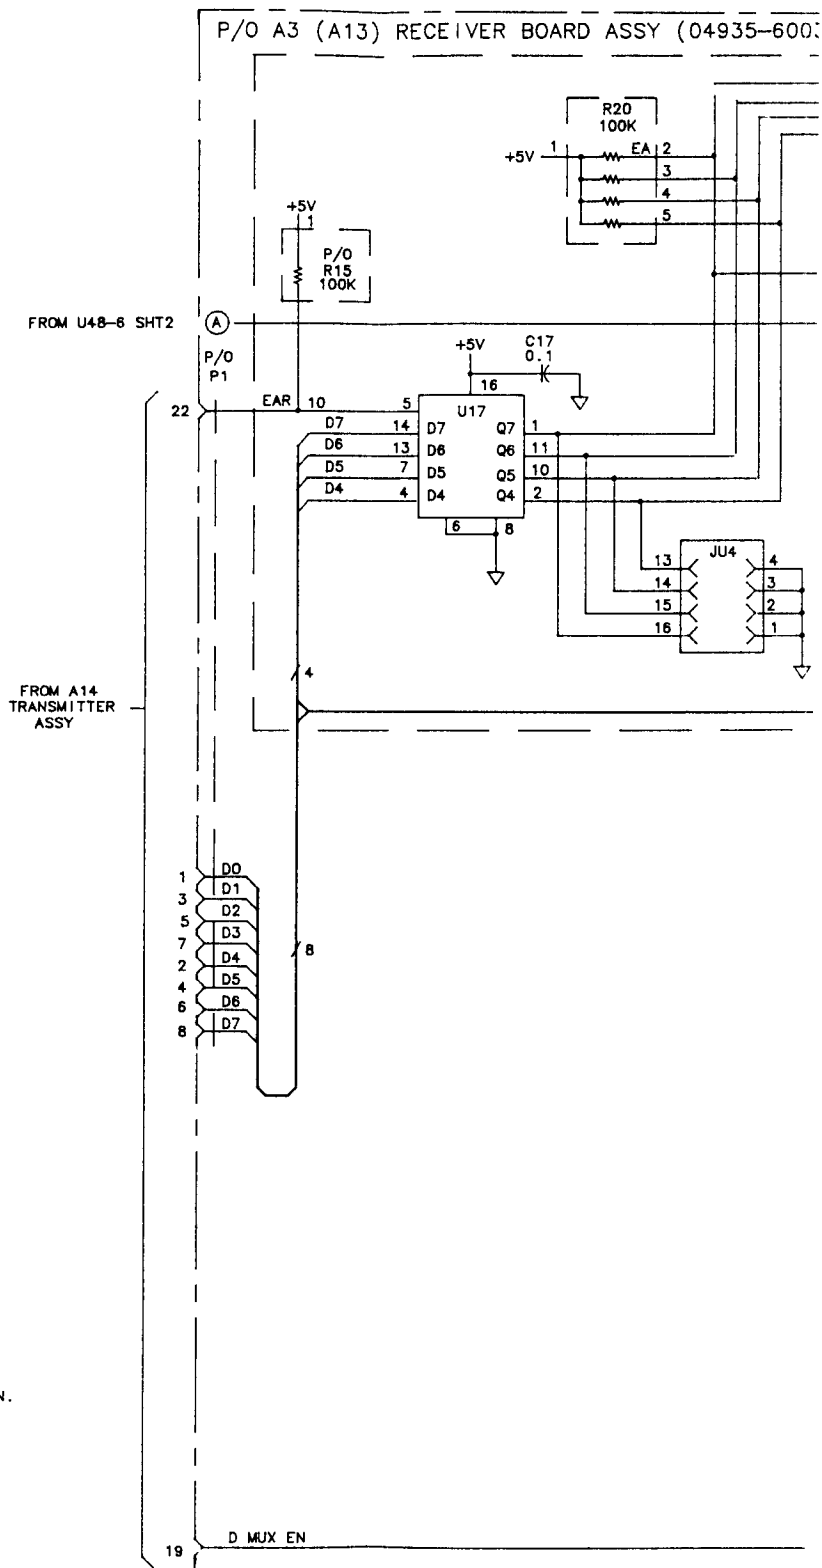 P/O A3 (A13) RECEIVER BOARD ASSY (04935-6003
R20
100K
+5V 1 EA 2
3
4
5
+5V
1
P/O
R15
100K
FROM U48-6 SHT2 A
P/O
P1
+5V
C17
0.1
16
22 EAR 10 5 U17
D7 14 D7 Q7 1
D6 13 D6 Q6 11
D5 7 D5 Q5 10
D4 4 D4 Q4 2
6 8
JU4
13 4
14 3
15 2
16 1
4
FROM A14
TRANSMITTER
ASSY
1 D0
3 D1
5 D2
7 D3
8
2 D4
4 D5
6 D6
8 D7
N.
19 D MUX EN